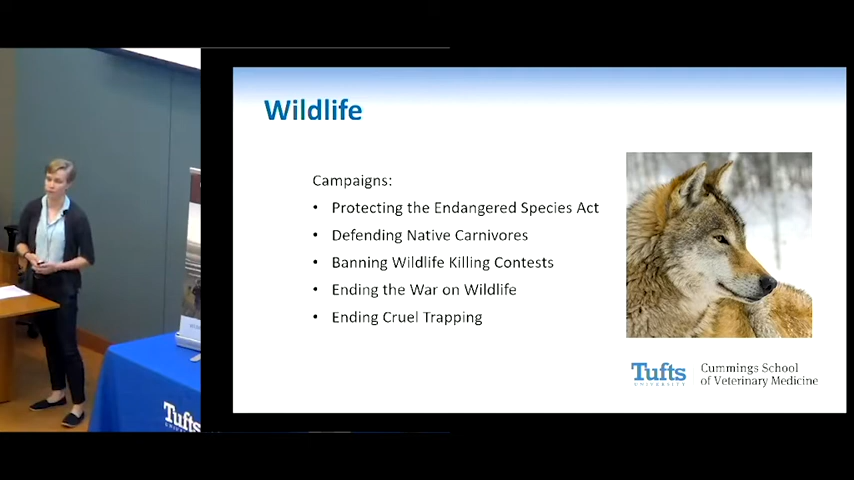 Wildlife
Campaigns:
• Protecting the Endangered Species Act
• Defending Native Carnivores
• Banning Wildlife Killing Contests
• Ending the War on Wildlife
• Ending Cruel Trapping
Tufts
UNIVERSITY
Cummings School
of Veterinary Medicine
Tufts